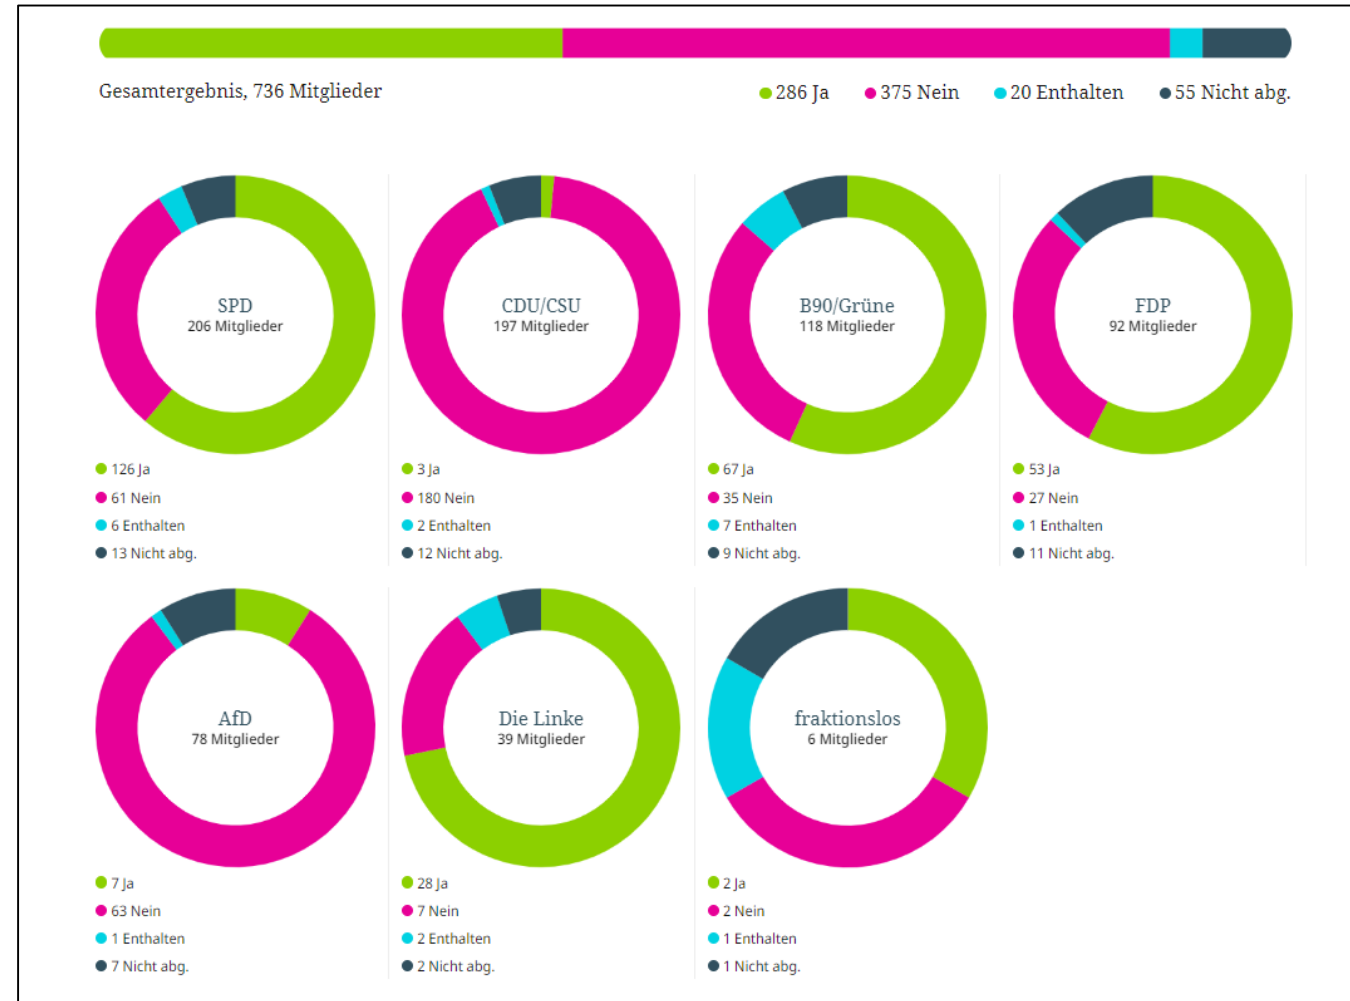 Gesamtergebnis, 736 Mitglieder
286 Ja
375 Nein
20 Enthalten
55 Nicht abg.
SPD
206 Mitglieder
126 Ja
61 Nein
6 Enthalten
13 Nicht abg.
CDU/CSU
197 Mitglieder
3 Ja
180 Nein
2 Enthalten
12 Nicht abg.
B90/Grüne
118 Mitglieder
67 Ja
35 Nein
7 Enthalten
9 Nicht abg.
FDP
92 Mitglieder
53 Ja
27 Nein
1 Enthalten
11 Nicht abg.
AfD
78 Mitglieder
7 Ja
63 Nein
1 Enthalten
7 Nicht abg.
Die Linke
39 Mitglieder
28 Ja
7 Nein
2 Enthalten
2 Nicht abg.
fraktionslos
6 Mitglieder
2 Ja
2 Nein
1 Enthalten
1 Nicht abg.